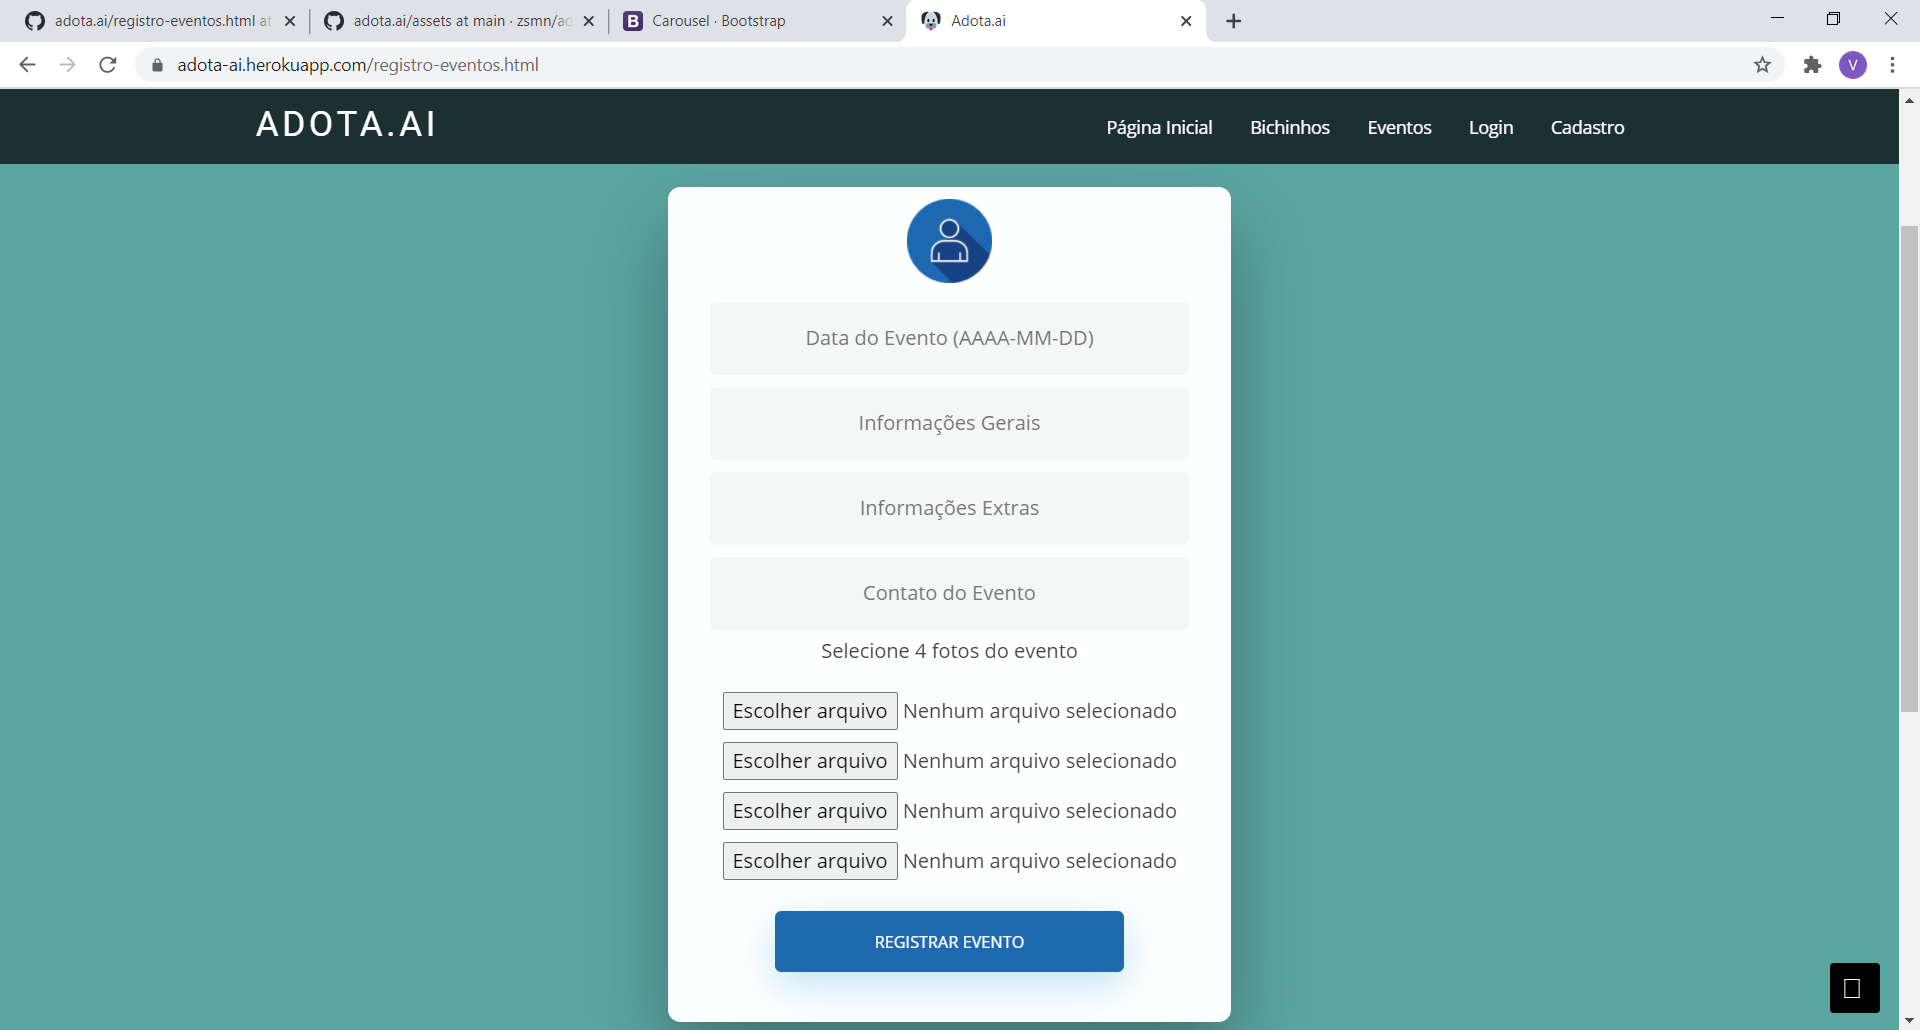 adota.ai/registro-eventos.html at
adota.ai/assets at main · zsmn/ad
B Carousel · Bootstrap
Adota.ai
adota-ai.herokuapp.com/registro-eventos.html
V
ADOTA.AI
Página Inicial
Bichinhos
Eventos
Login
Cadastro
Data do Evento (AAAA-MM-DD)
Informações Gerais
Informações Extras
Contato do Evento
Selecione 4 fotos do evento
Escolher arquivo Nenhum arquivo selecionado
Escolher arquivo Nenhum arquivo selecionado
Escolher arquivo Nenhum arquivo selecionado
Escolher arquivo Nenhum arquivo selecionado
REGISTRAR EVENTO